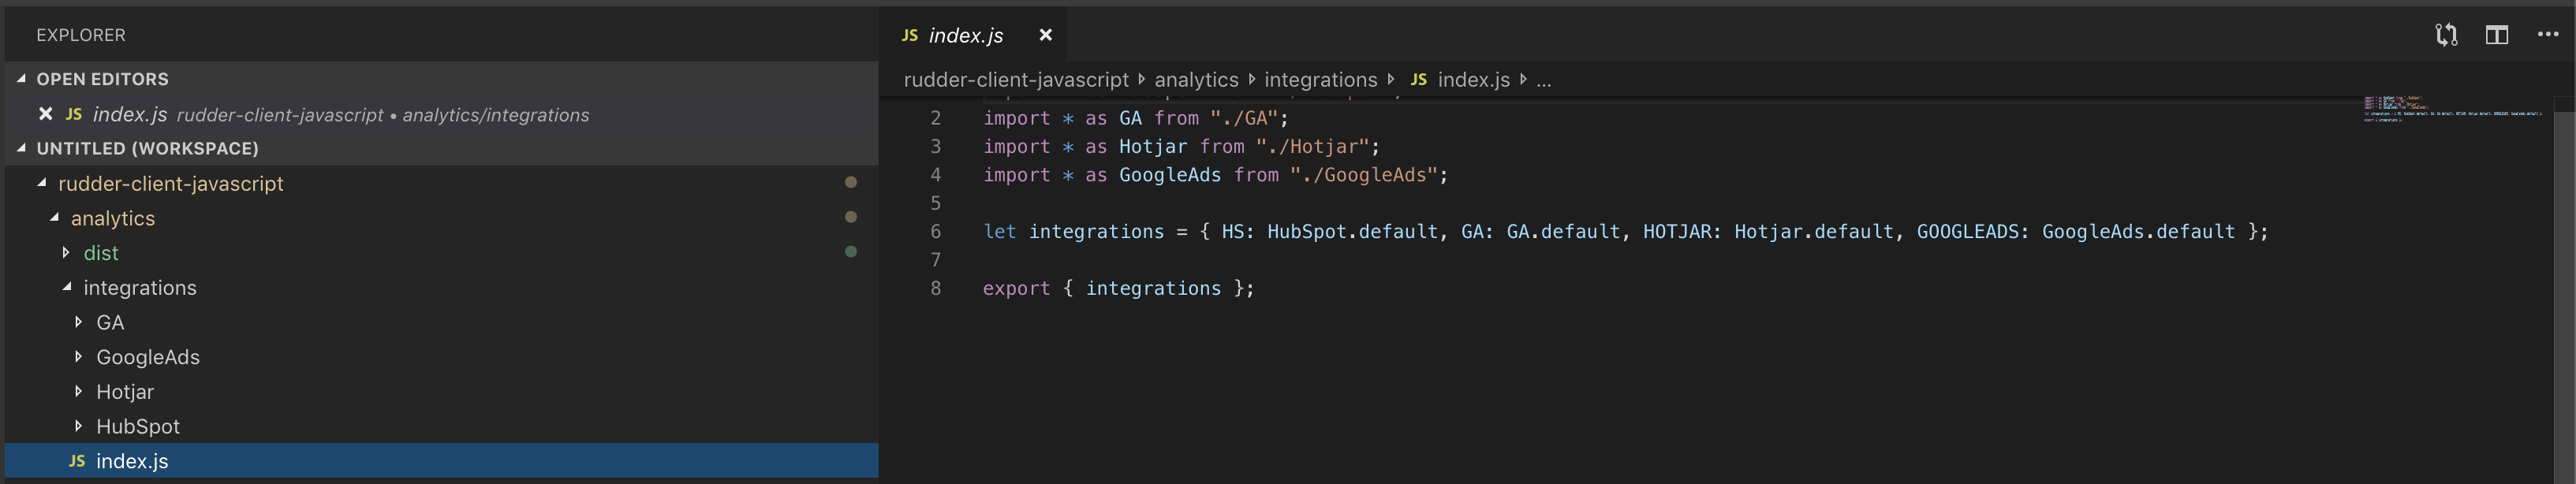 EXPLORER
OPEN EDITORS
JS index.js rudder-client-javascript • analytics/integrations
UNTITLED (WORKSPACE)
rudder-client-javascript
analytics
dist
integrations
GA
GoogleAds
Hotjar
HubSpot
JS index.js
JS index.js
rudder-client-javascript analytics integrations JS index.js ...
2 import * as GA from "./GA";
3 import * as Hotjar from "./Hotjar";
4 import * as GoogleAds from "./GoogleAds";
5
6 let integrations = { HS: HubSpot.default, GA: GA.default, HOTJAR: Hotjar.default, GOOGLEADS: GoogleAds.default };
7
8 export { integrations };